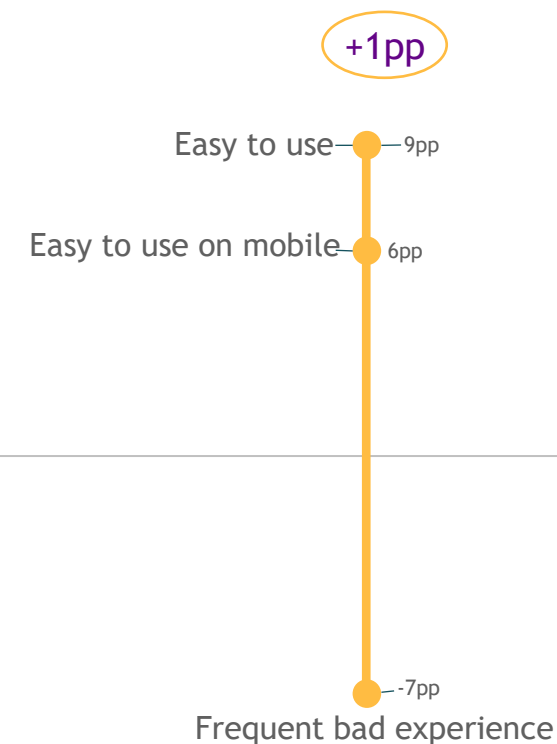 +1pp
Easy to use 9pp
Easy to use on mobile 6pp
-7pp
Frequent bad experience